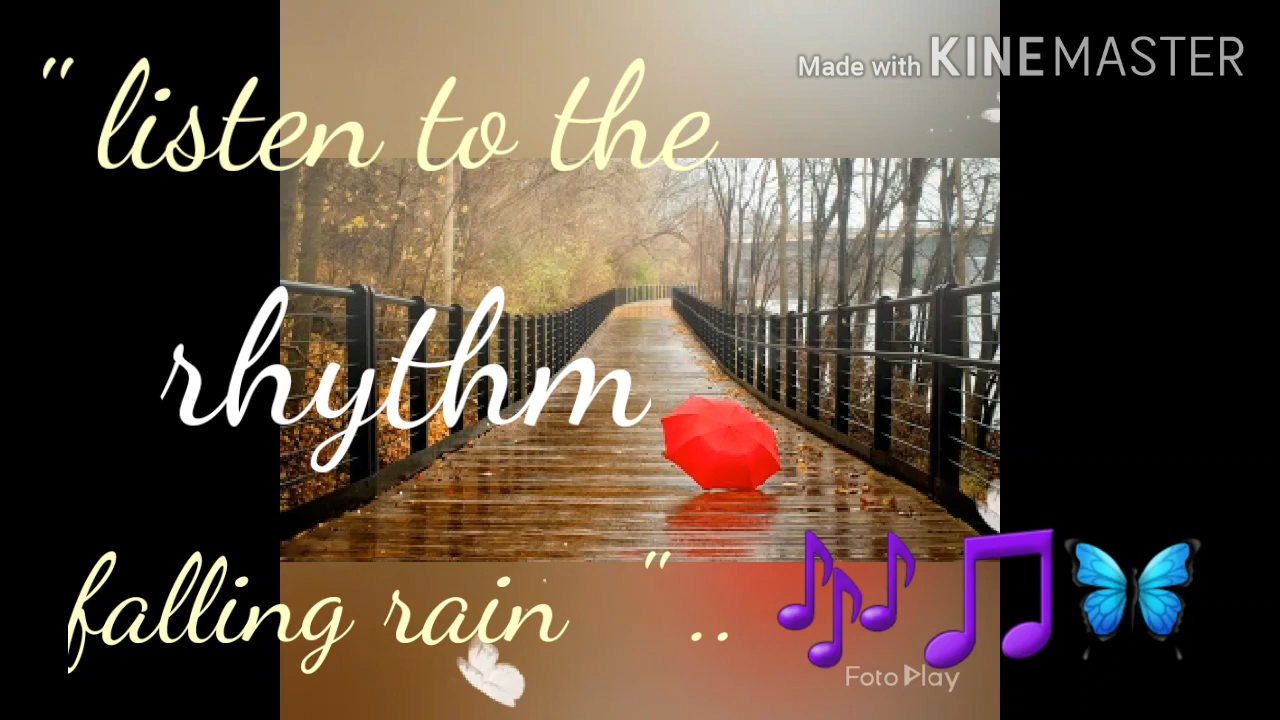 Made with KINEMASTER
" listen to the
rhythm
falling rain " ..
FotoPlay